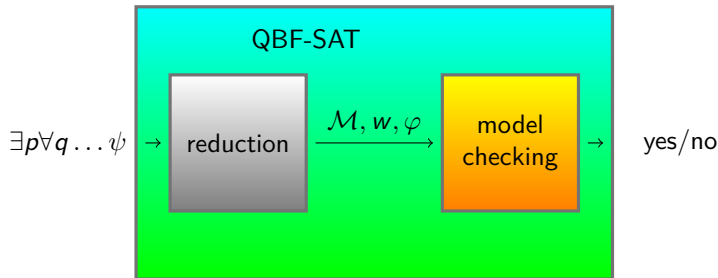 QBF-SAT
∃p∀q…ψ
reduction
ℳ, w, φ
model
checking
yes/no